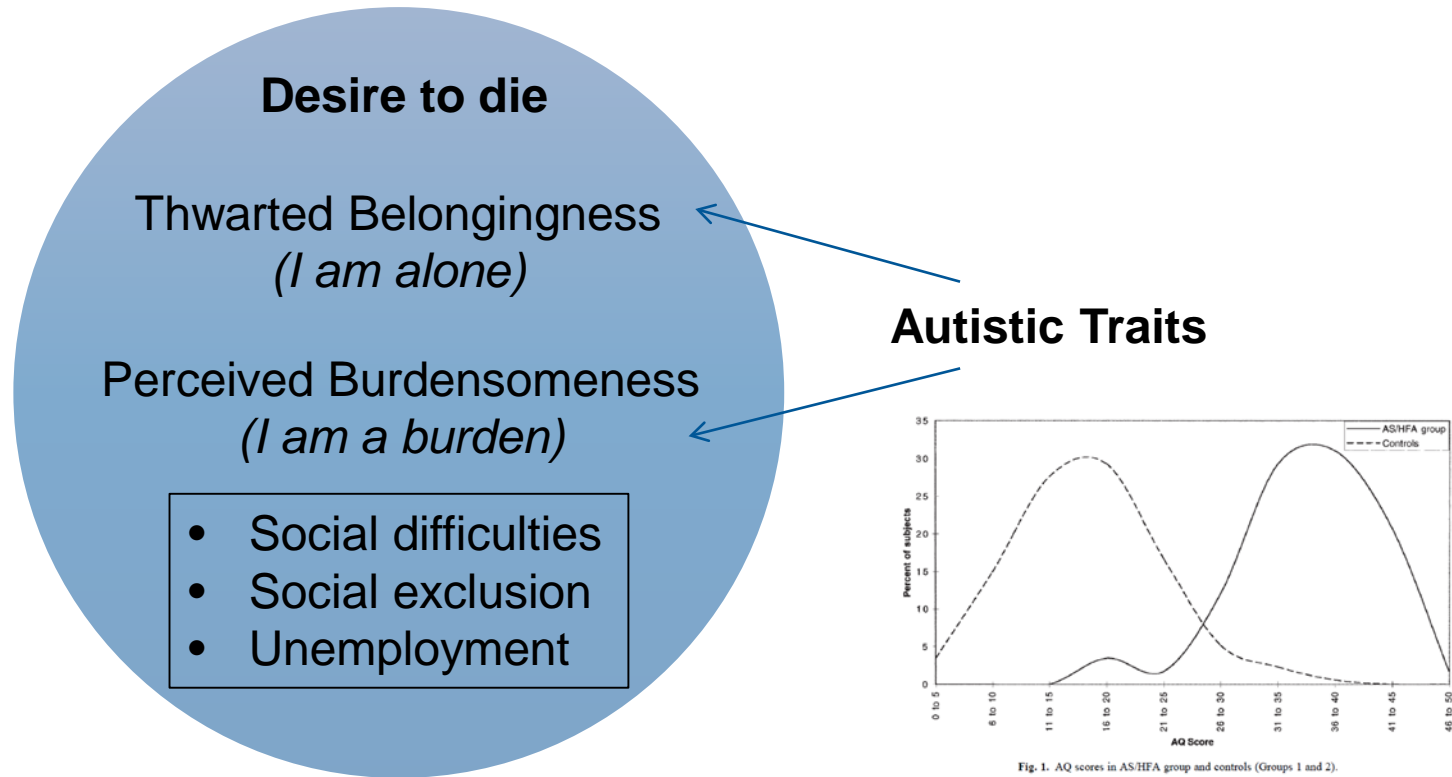 Desire to die
Thwarted Belongingness
(I am alone)
Autistic Traits
Perceived Burdensomeness
(I am a burden)
• Social difficulties
• Social exclusion
• Unemployment
AS/HFA group
Controls
Percent of subjects
35
30
25
20
15
10
5
0
0 to 5
6 to 10
11 to 15
16 to 20
21 to 25
26 to 30
31 to 35
36 to 40
41 to 45
46 to 50
AQ Score
Fig. 1. AQ scores in AS/HFA group and controls (Groups 1 and 2).